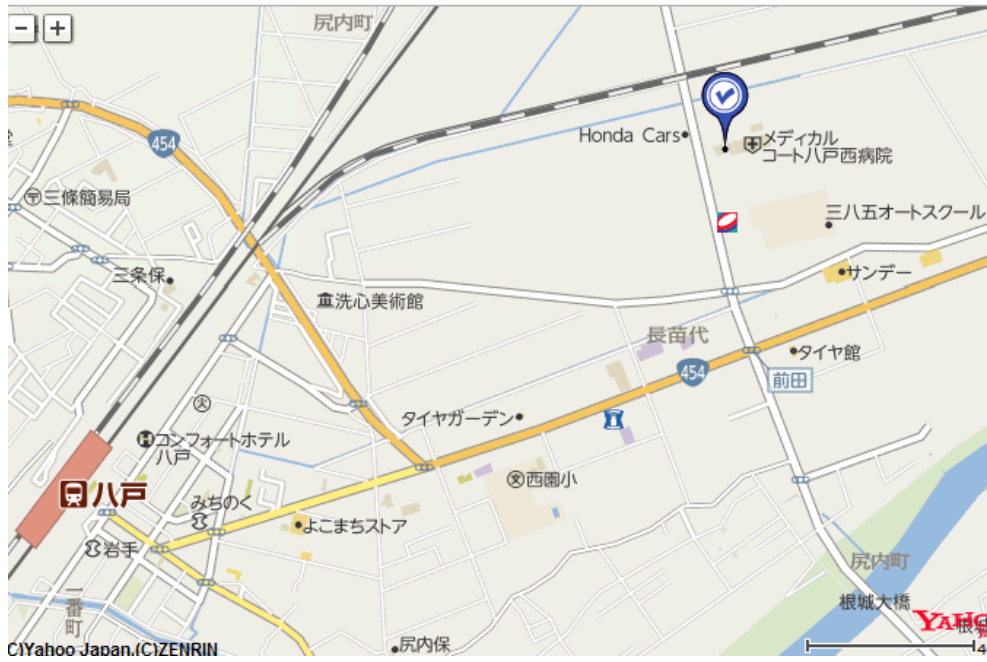 尻内町
454
Honda Cars
メディカル
コート八戸西病院
三條簡易局
三八五オートスクール
三条保
サンデー
洗心美術館
長苗代
タイヤ館
454
前田
タイヤガーデン
コンフォートホテル
八戸
西園小
八戸
みちのく
よこまちストア
岩手
尻内町
一番町
根城大橋
尻内保
C)Yahoo Japan,(C)ZENRIN